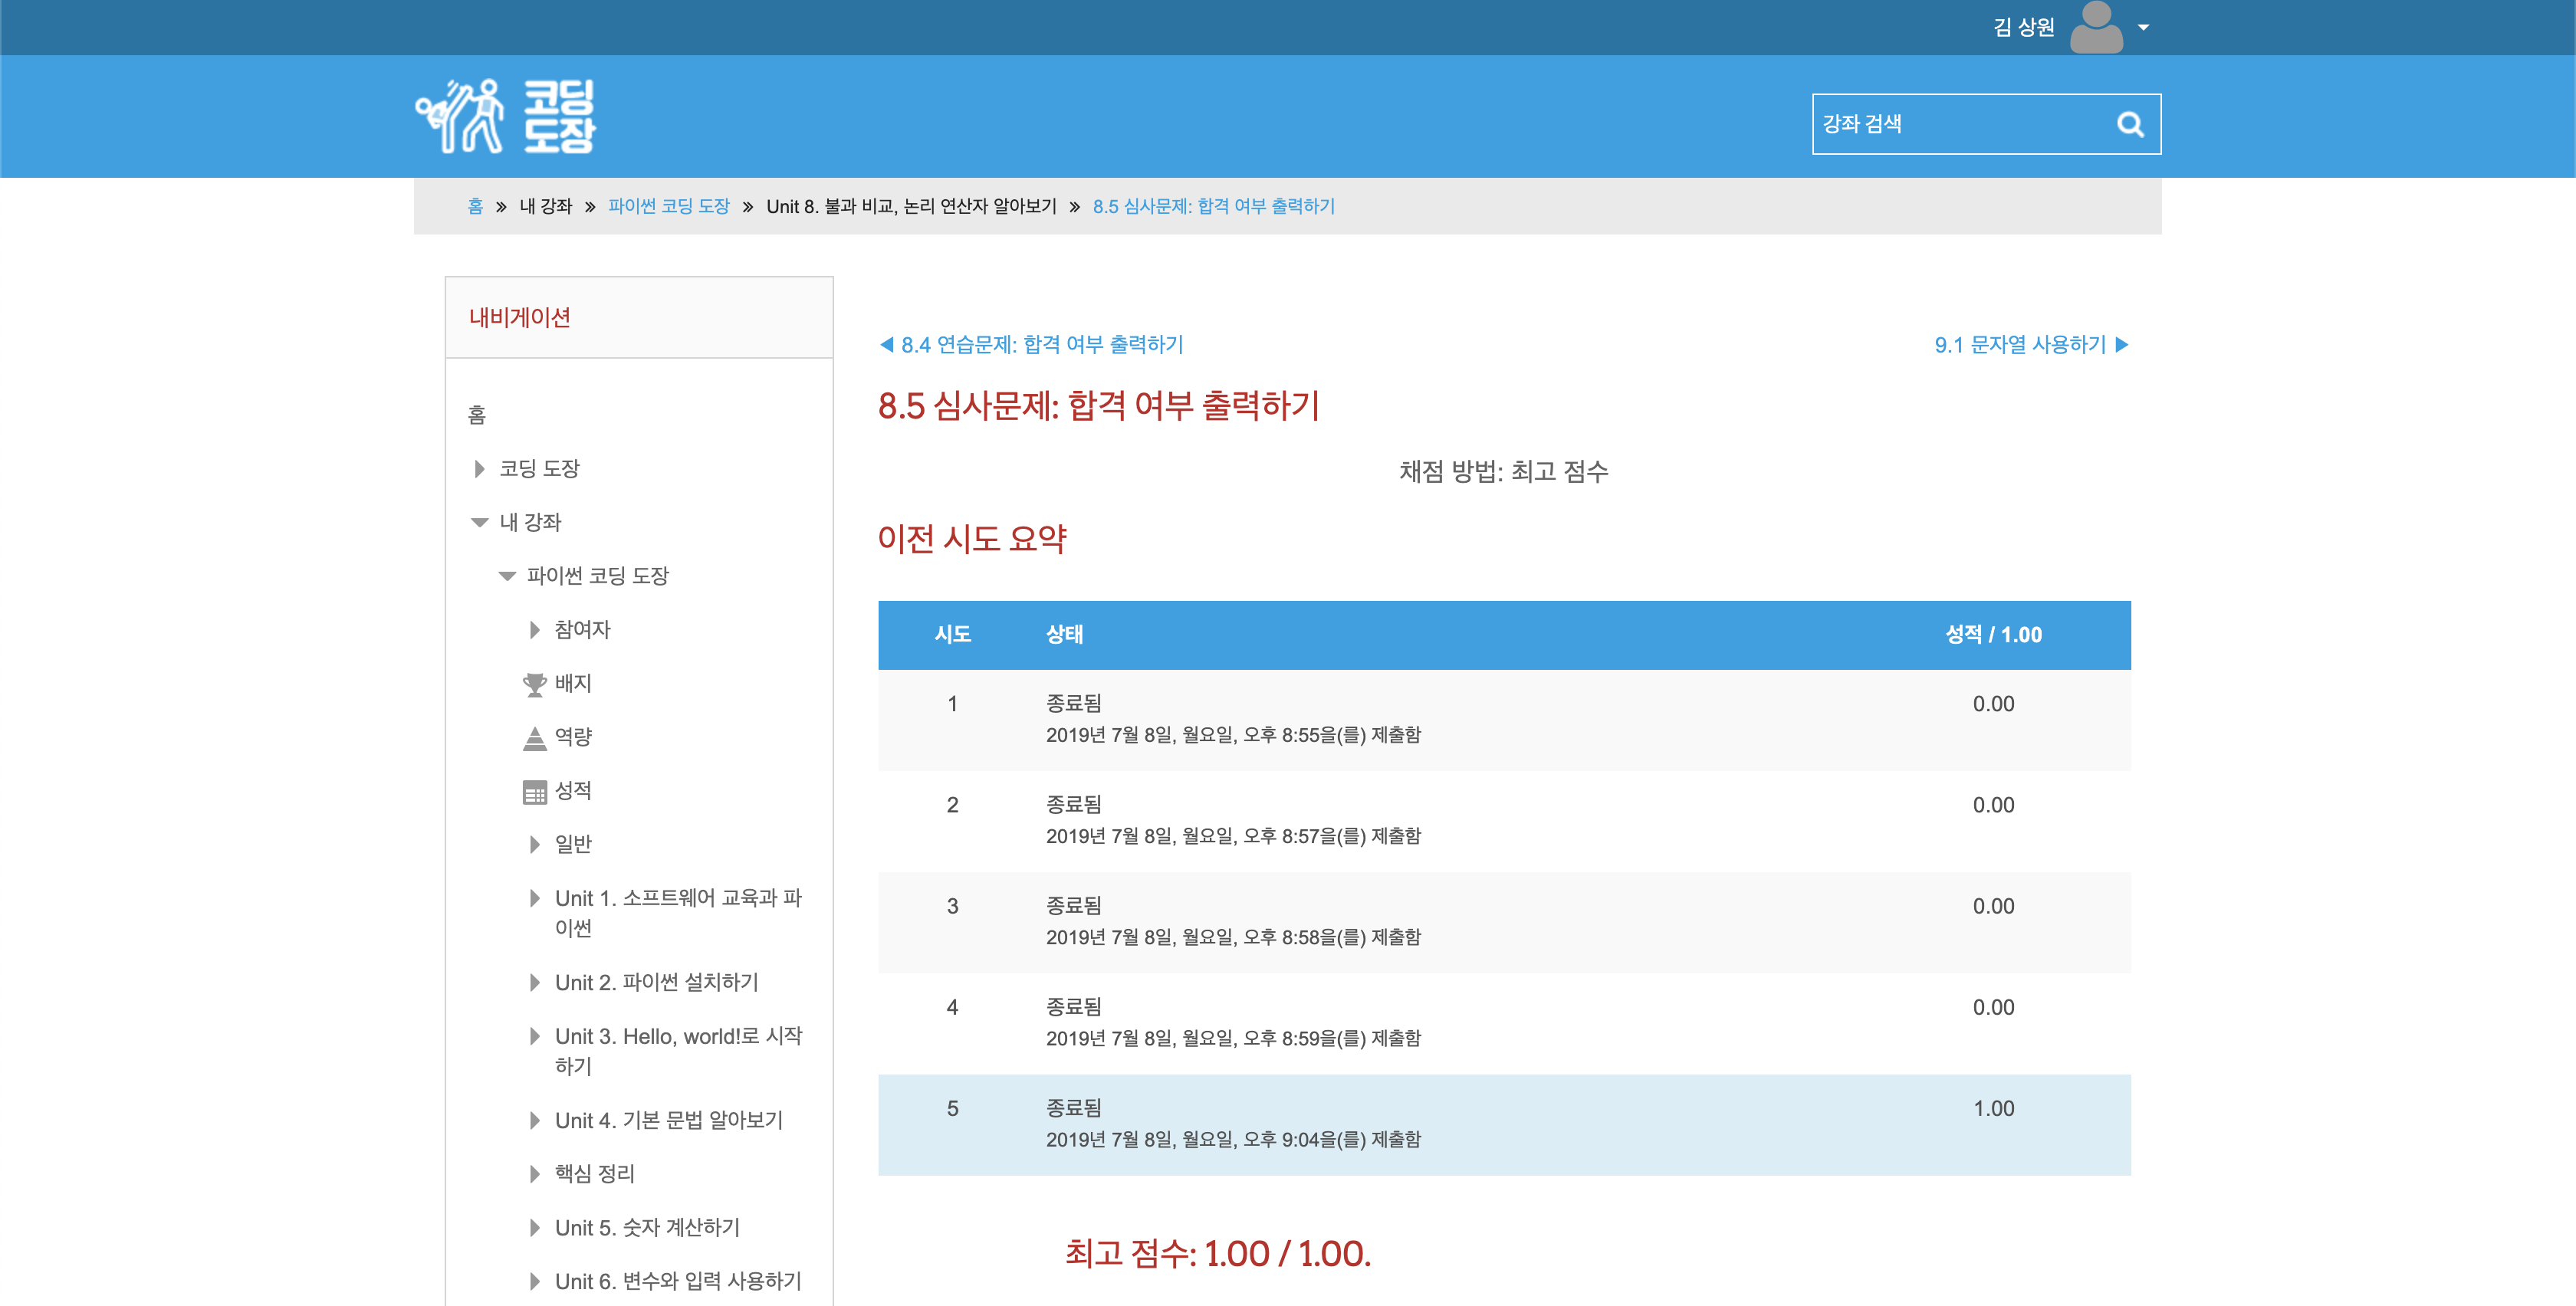 김 상원
코딩
도장
강좌 검색
홈 » 내 강좌 » 파이썬 코딩 도장 » Unit 8. 불과 비교, 논리 연산자 알아보기 » 8.5 심사문제: 합격 여부 출력하기
내비게이션
홈
코딩 도장
내 강좌
파이썬 코딩 도장
참여자
배지
역량
성적
일반
Unit 1. 소프트웨어 교육과 파
이썬
Unit 2. 파이썬 설치하기
Unit 3. Hello, world!로 시작
하기
Unit 4. 기본 문법 알아보기
핵심 정리
Unit 5. 숫자 계산하기
Unit 6. 변수와 입력 사용하기
◀ 8.4 연습문제: 합격 여부 출력하기
9.1 문자열 사용하기 ▶
8.5 심사문제: 합격 여부 출력하기
채점 방법: 최고 점수
이전 시도 요약
시도 상태 성적 / 1.00
1 종료됨 0.00
2019년 7월 8일, 월요일, 오후 8:55을(를) 제출함
2 종료됨 0.00
2019년 7월 8일, 월요일, 오후 8:57을(를) 제출함
3 종료됨 0.00
2019년 7월 8일, 월요일, 오후 8:58을(를) 제출함
4 종료됨 0.00
2019년 7월 8일, 월요일, 오후 8:59을(를) 제출함
5 종료됨 1.00
2019년 7월 8일, 월요일, 오후 9:04을(를) 제출함
최고 점수: 1.00 / 1.00.